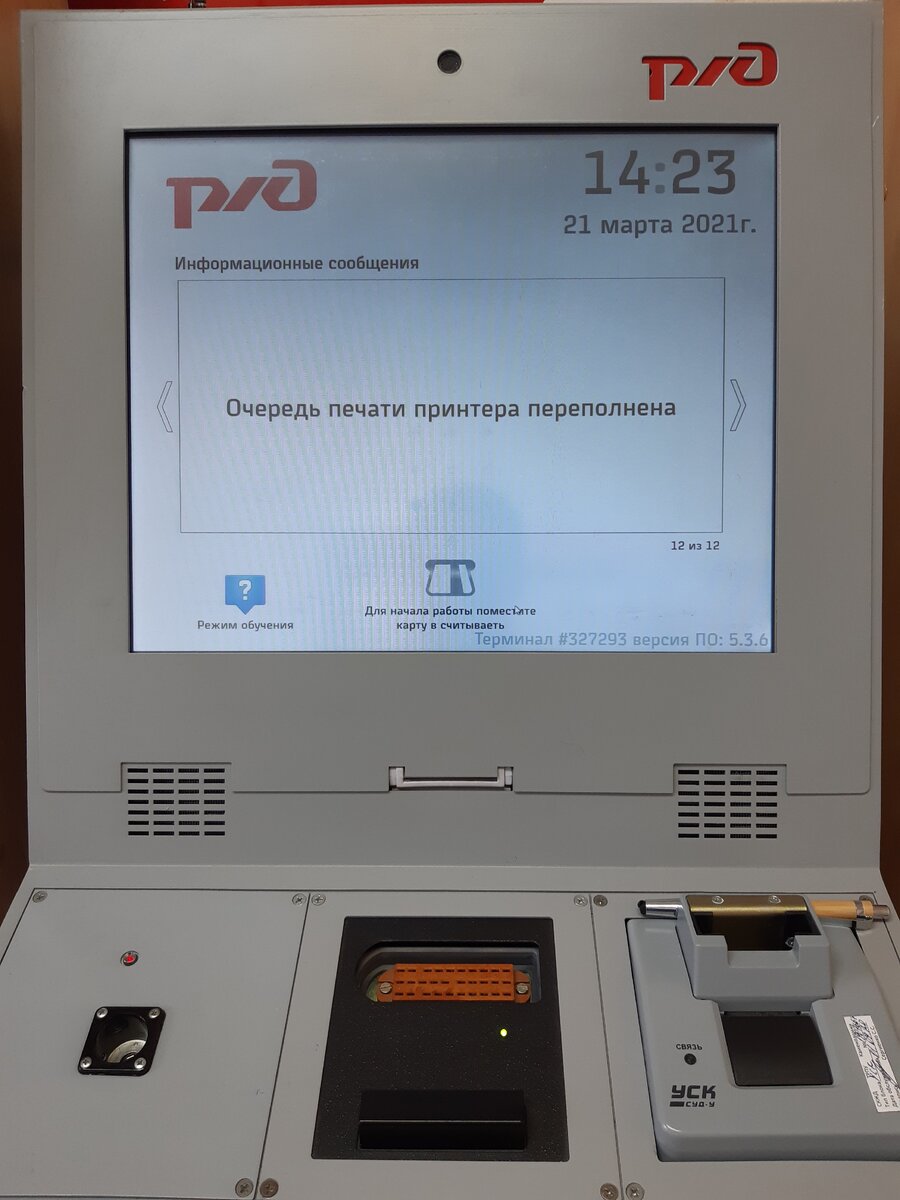 РЖД
РЖД
14:23
21 марта 2021г.
Информационные сообщения
Очередь печати принтера переполнена
12 из 12
?
Режим обучения
Для начала работы поместите
карту в считываеть
Терминал #327293 версия ПО: 5.3.6
СВЯЗЬ
УСК
СУД-У